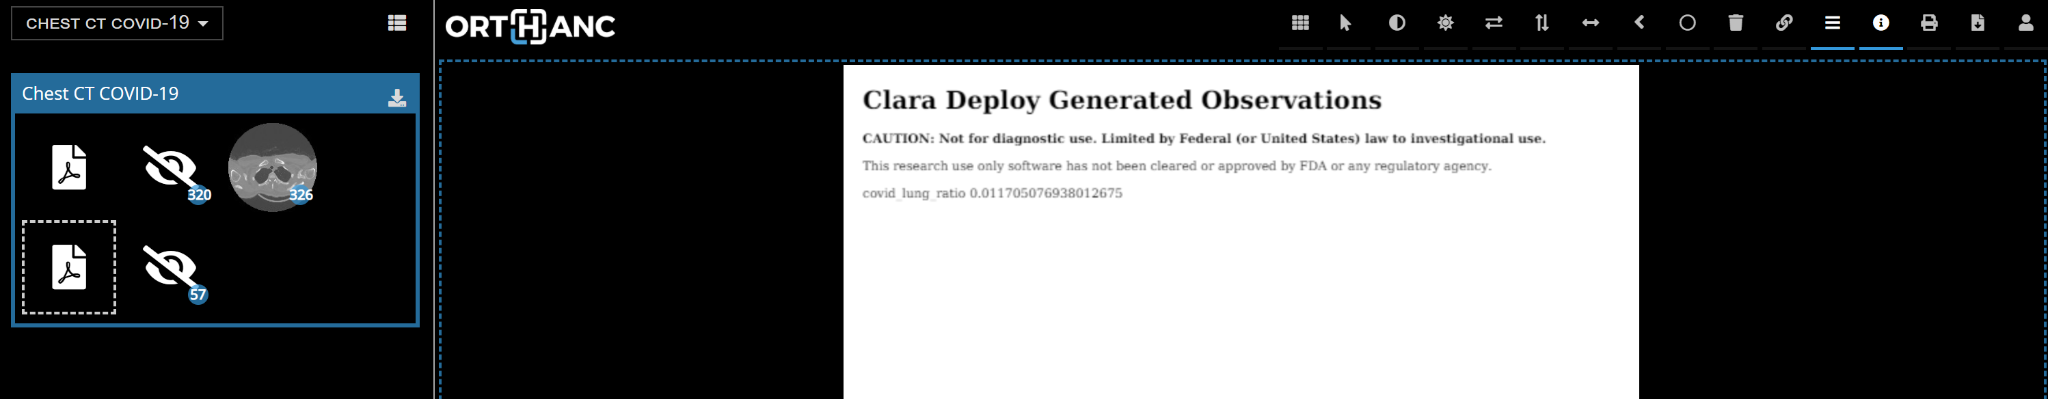 CHEST CT COVID-19
ORTHANC
Chest CT COVID-19
320
326
57
Clara Deploy Generated Observations
CAUTION: Not for diagnostic use. Limited by Federal (or United States) law to investigational use.
This research use only software has not been cleared or approved by FDA or any regulatory agency.
covid_lung_ratio 0.011705076938012675